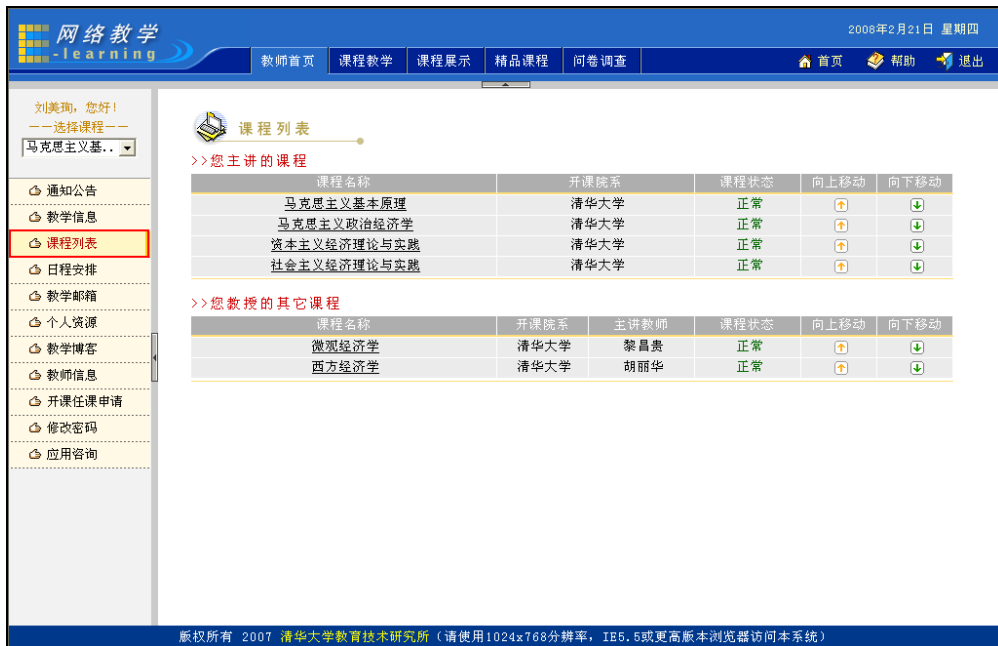 网络教学
-learning
2008年2月21日 星期四
教师首页 课程教学 课程展示 精品课程 问卷调查 首页 帮助 退出
刘美珣，您好！
－－选择课程－－
马克思主义基..
通知公告
教学信息
课程列表
日程安排
教学邮箱
个人资源
教学博客
教师信息
开课任课申请
修改密码
应用咨询
课程列表
>>您主讲的课程
课程名称 开课院系 课程状态 向上移动 向下移动
马克思主义基本原理 清华大学 正常
马克思主义政治经济学 清华大学 正常
资本主义经济理论与实践 清华大学 正常
社会主义经济理论与实践 清华大学 正常
>>您教授的其它课程
课程名称 开课院系 主讲教师 课程状态 向上移动 向下移动
微观经济学 清华大学 黎昌贵 正常
西方经济学 清华大学 胡丽华 正常
版权所有 2007 清华大学教育技术研究所（请使用1024x768分辨率，IE5.5或更高版本浏览器访问本系统）